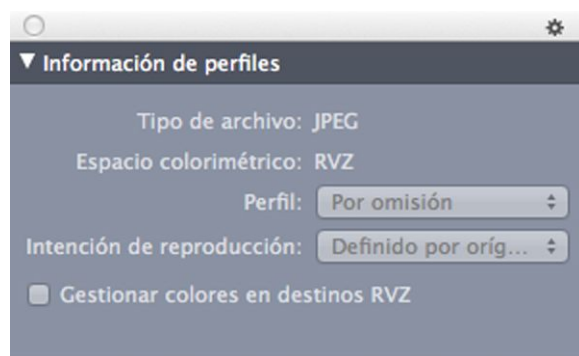 Información de perfiles
Tipo de archivo: JPEG
Espacio colorimétrico: RVZ
Perfil: Por omisión
Intención de reproducción: Definido por oríg...
Gestionar colores en destinos RVZ